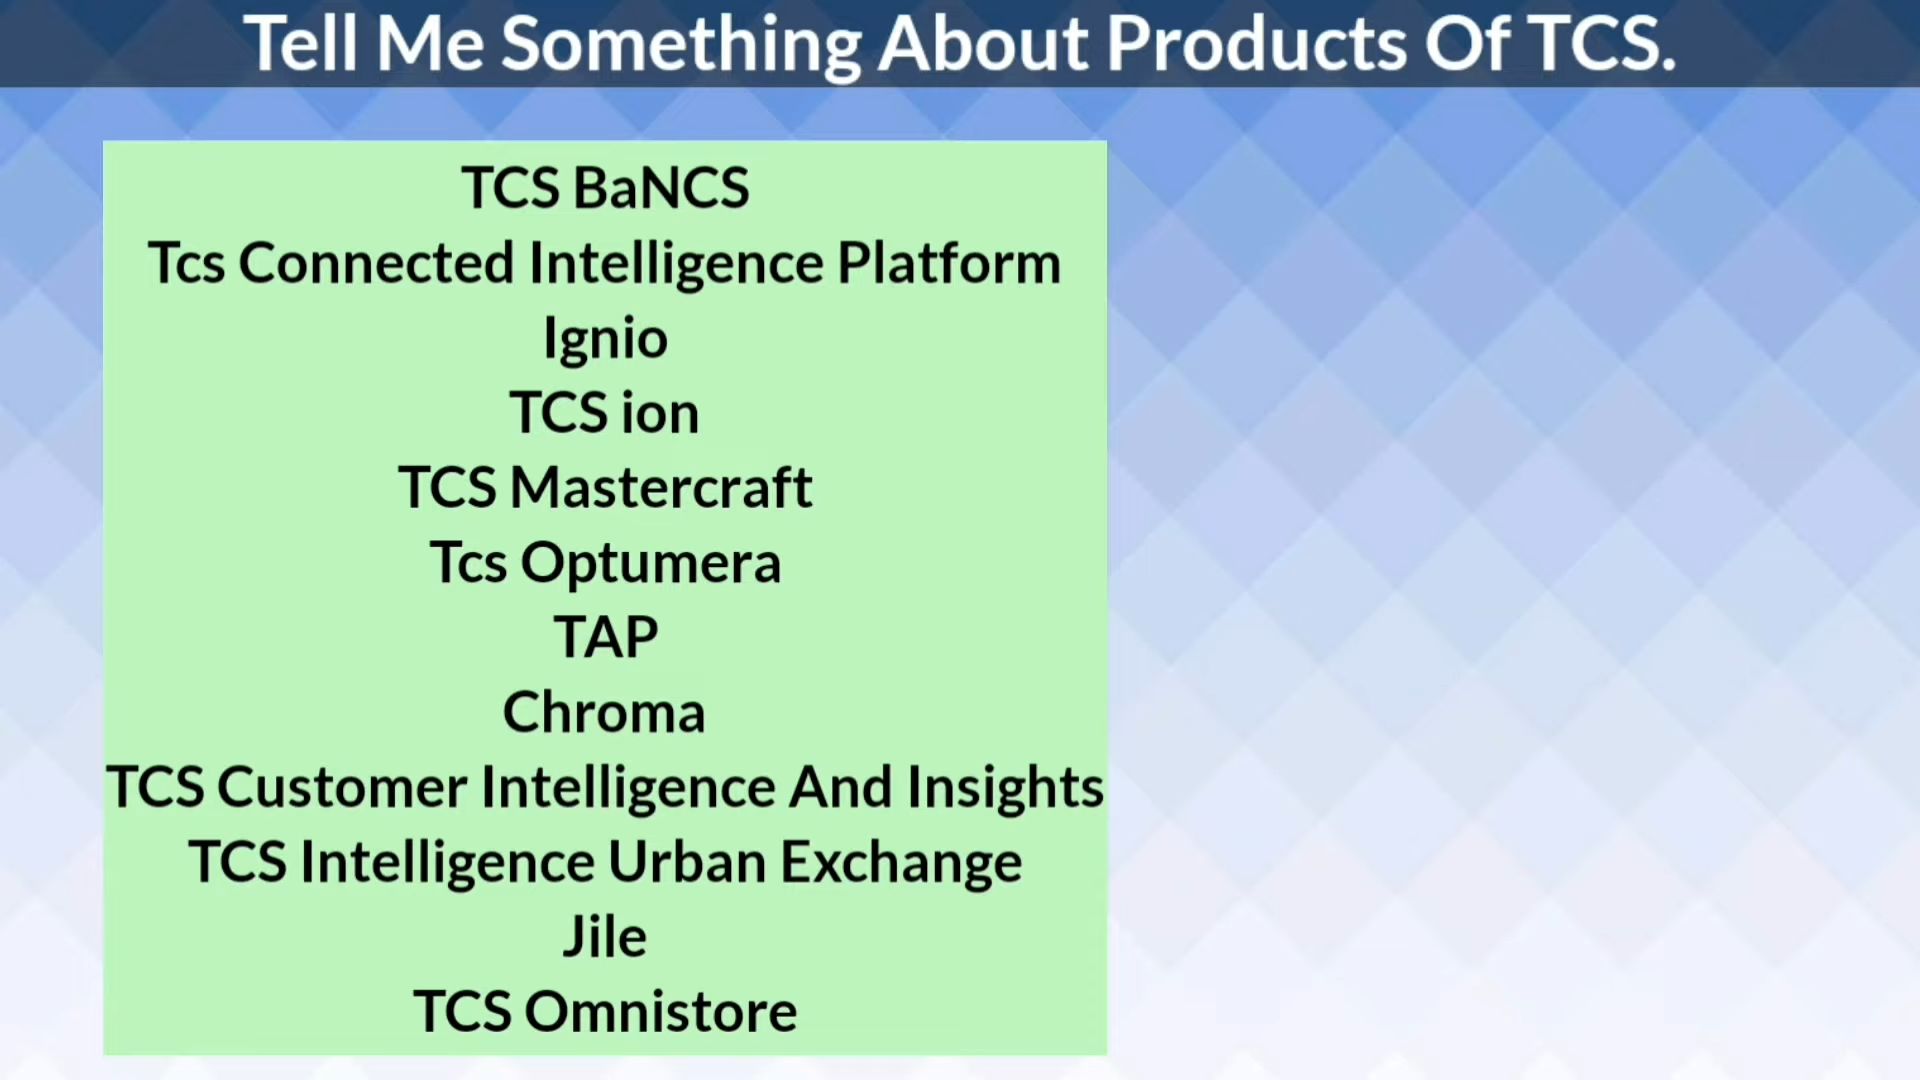 Tell Me Something About Products Of TCS.
TCS BaNCS
Tcs Connected Intelligence Platform
Ignio
TCS ion
TCS Mastercraft
Tcs Optumera
TAP
Chroma
TCS Customer Intelligence And Insights
TCS Intelligence Urban Exchange
Jile
TCS Omnistore